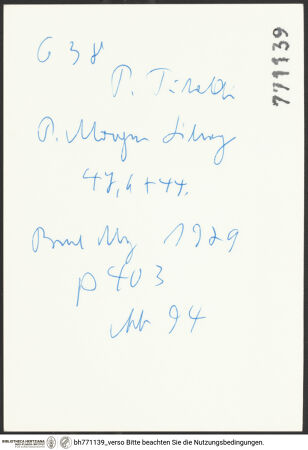 G 38
P. Tibaldi
P. Morgan Library
47,4 + 44.
Burl Mag 1929
p 403
Abb 94
771139
BIBLIOTHECA HERTZIANA
bh771139_verso Bitte beachten Sie die Nutzungsbedingungen.